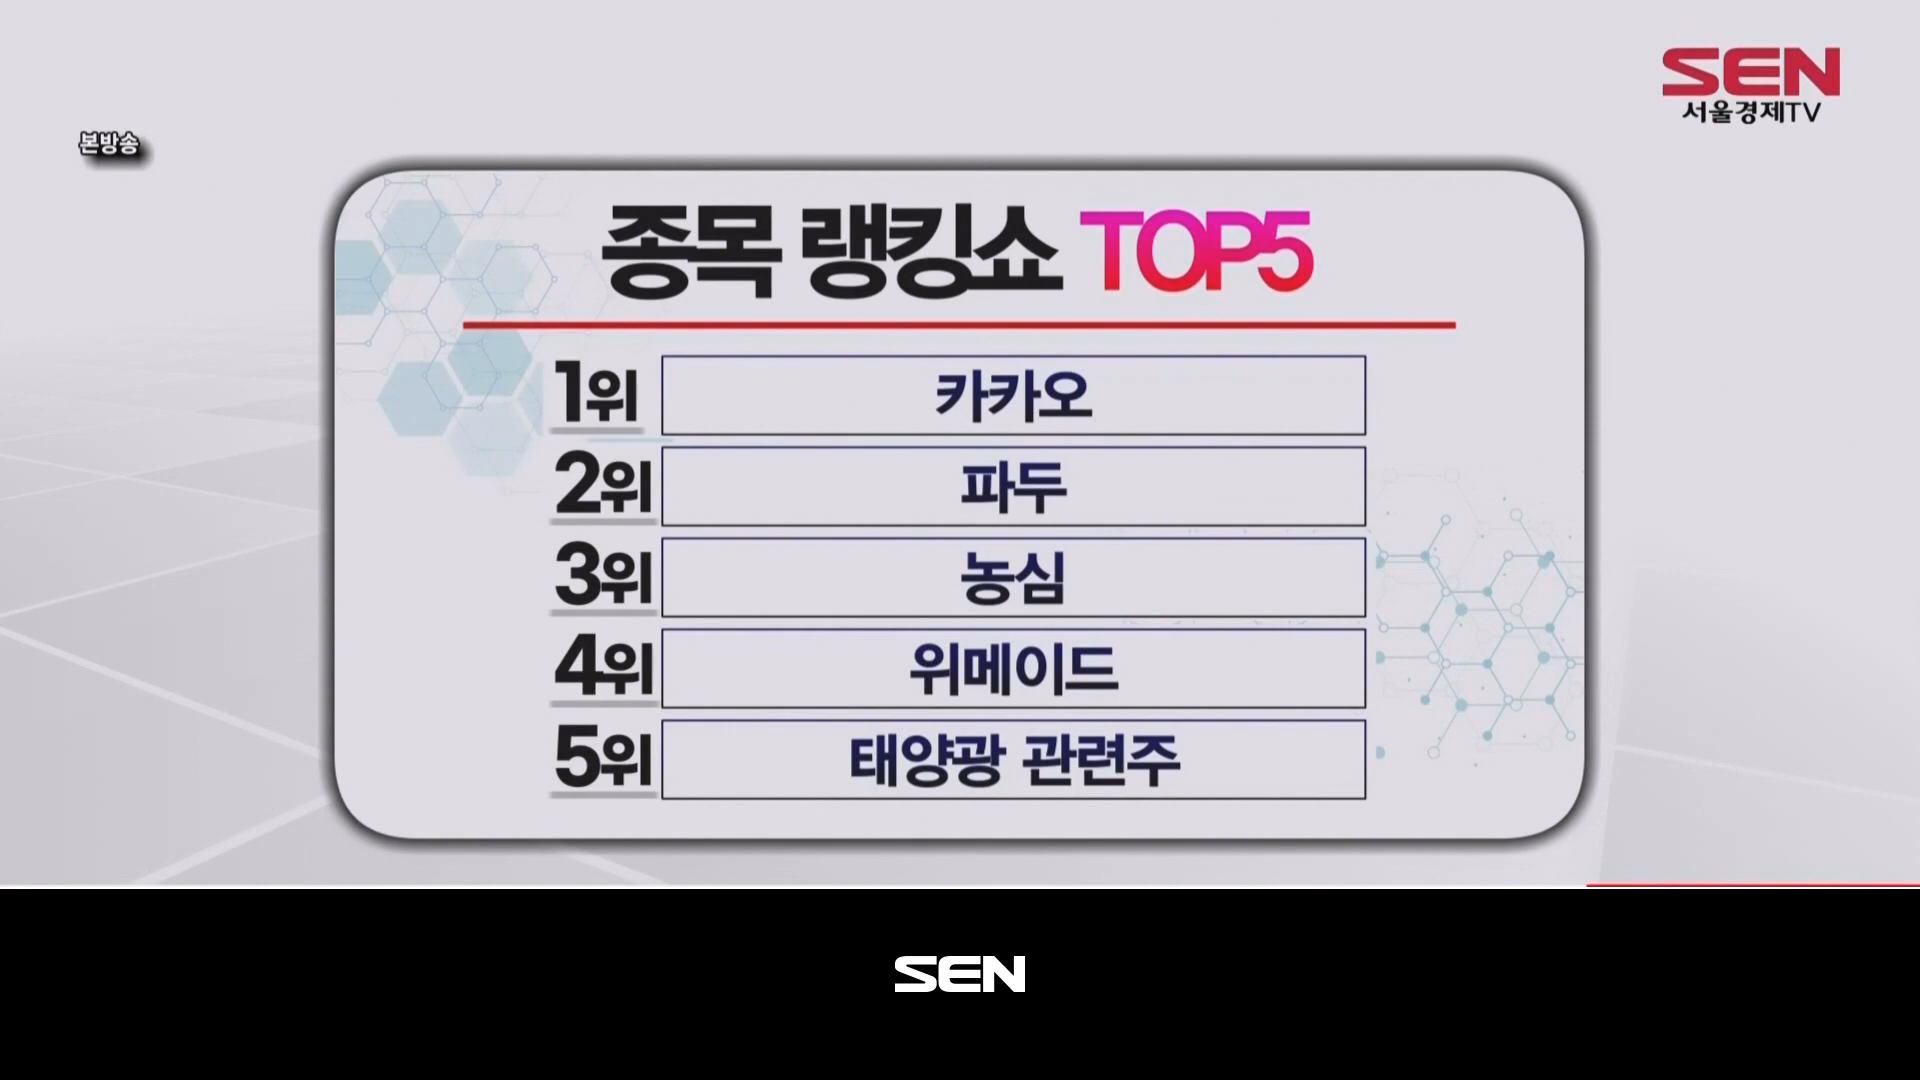 SEN
서울경제TV
본방송
종목 랭킹쇼 TOP5
1위 카카오
2위 파두
3위 농심
4위 위메이드
5위 태양광 관련주
SEN